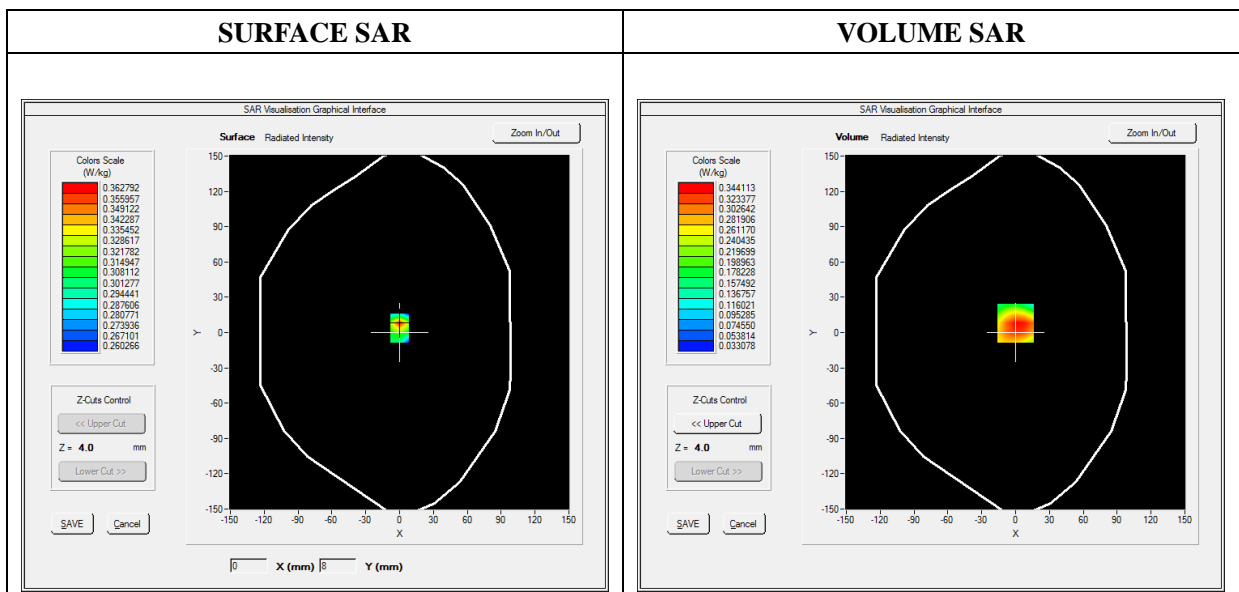 SURFACE SAR
VOLUME SAR
SAR Visualisation Graphical Interface
Surface Radiated Intensity
Zoom In/Out
Colors Scale
(W/kg)
0.362792
0.355957
0.349122
0.342287
0.335452
0.328617
0.321782
0.314947
0.308112
0.301277
0.294441
0.287606
0.280771
0.273936
0.267101
0.260266
Z-Cuts Control
<< Upper Cut
Z = 4.0 mm
Lower Cut >>
SAVE Cancel
150
120
90
60
30
0
-30
-60
-90
-120
-150
Y
-150 -120 -90 -60 -30 0 30 60 90 120 150
X
0 X (mm) 8 Y (mm)
SAR Visualisation Graphical Interface
Volume Radiated Intensity
Zoom In/Out
Colors Scale
(W/kg)
0.344113
0.323377
0.302642
0.281906
0.261170
0.240435
0.219699
0.198963
0.178228
0.157492
0.136757
0.116021
0.095285
0.074550
0.053814
0.033078
Z-Cuts Control
<< Upper Cut
Z = 4.0 mm
Lower Cut >>
SAVE Cancel
150
120
90
60
30
0
-30
-60
-90
-120
-150
Y
-150 -120 -90 -60 -30 0 30 60 90 120 150
X